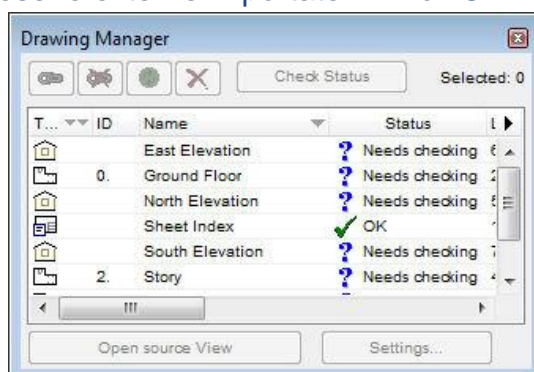 Drawing Manager
Check Status Selected: 0
T... ID Name Status
East Elevation ? Needs checking
0. Ground Floor ? Needs checking
North Elevation ? Needs checking
Sheet Index OK
South Elevation ? Needs checking
2. Story ? Needs checking
Open source View Settings...